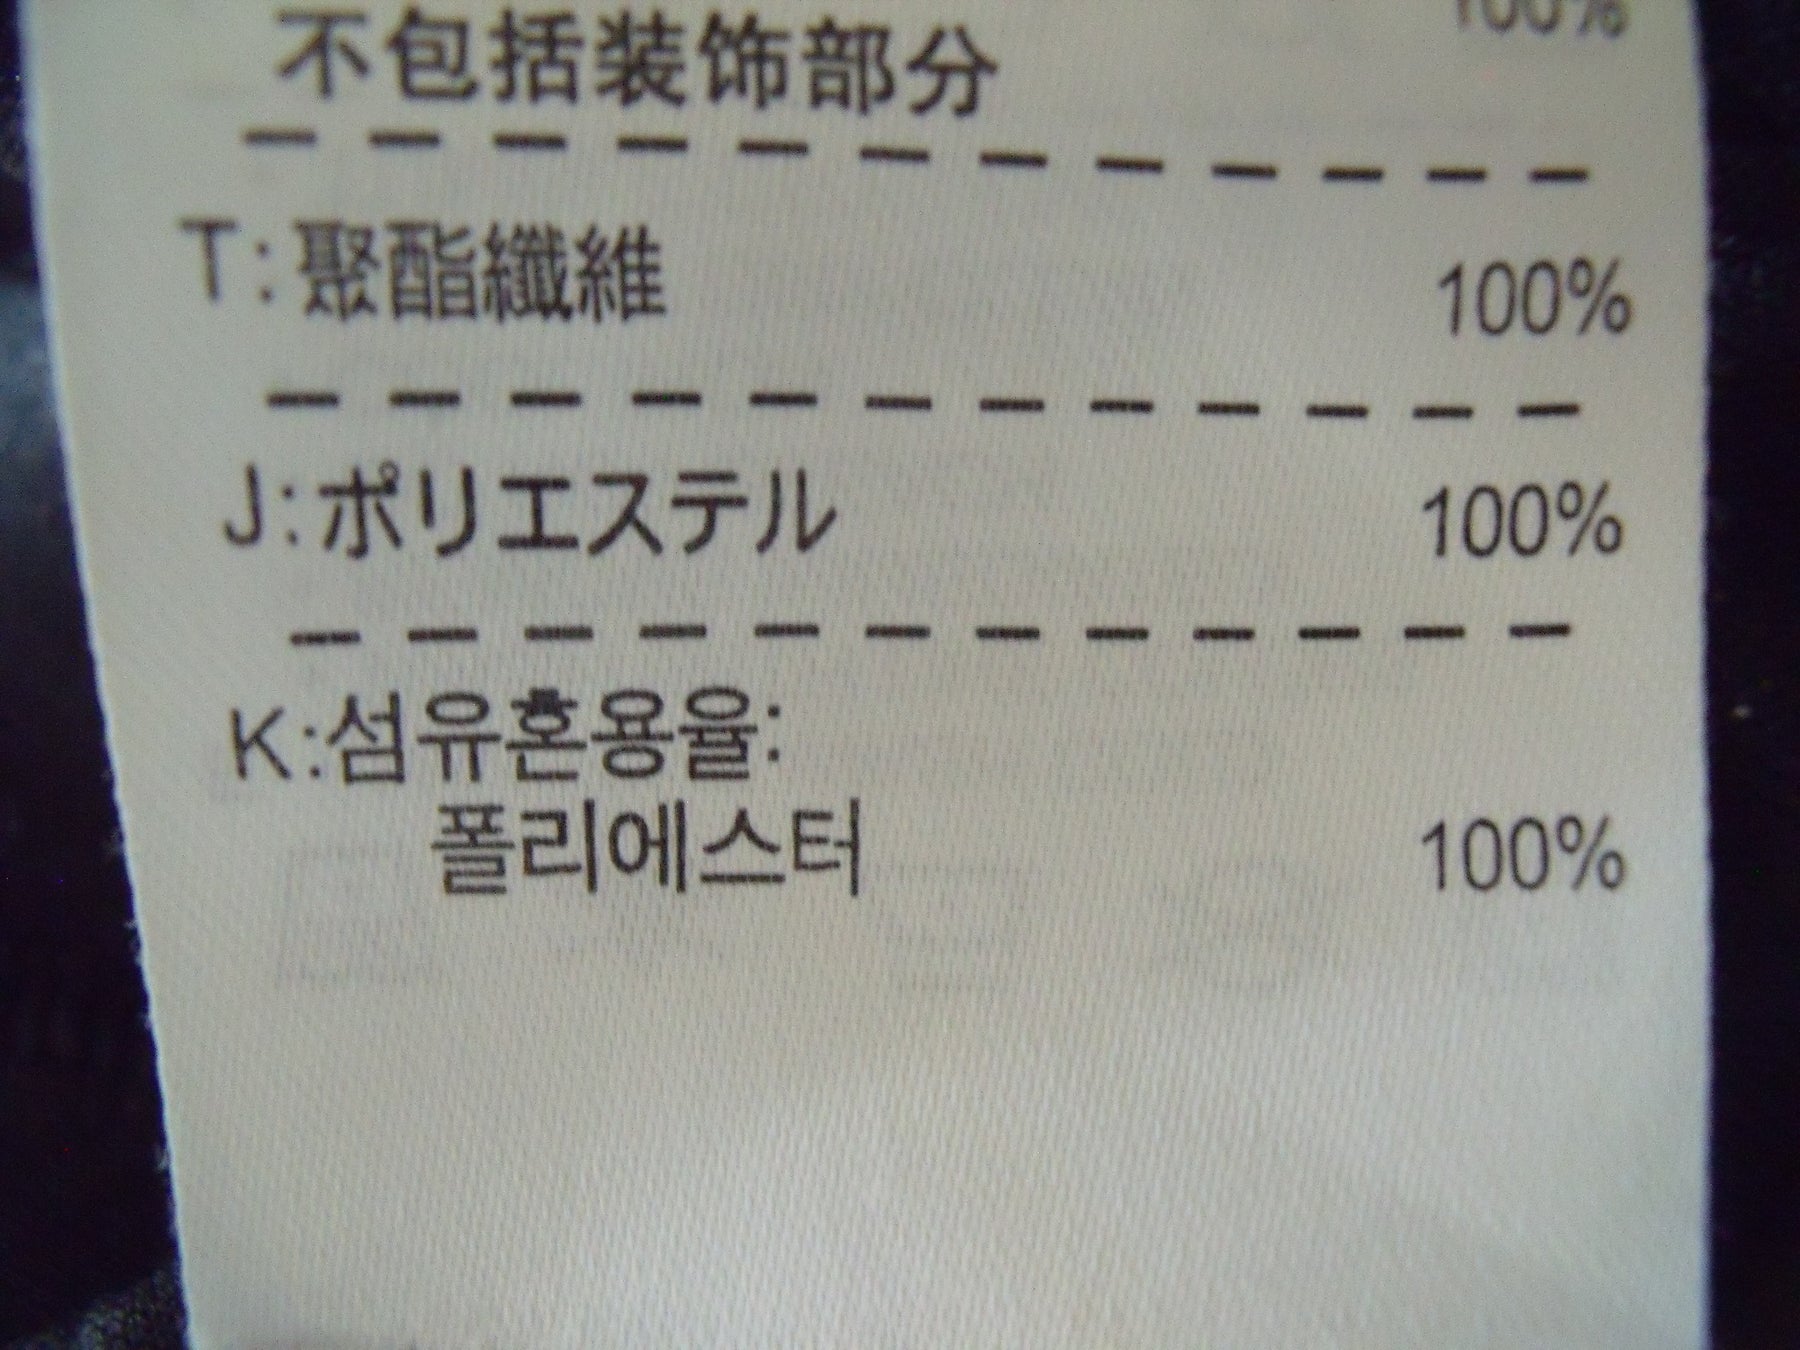 100%
不包括装饰部分
T:聚酯纖維 100%
J:ポリエステル 100%
K:섬유혼용율:
폴리에스터 100%